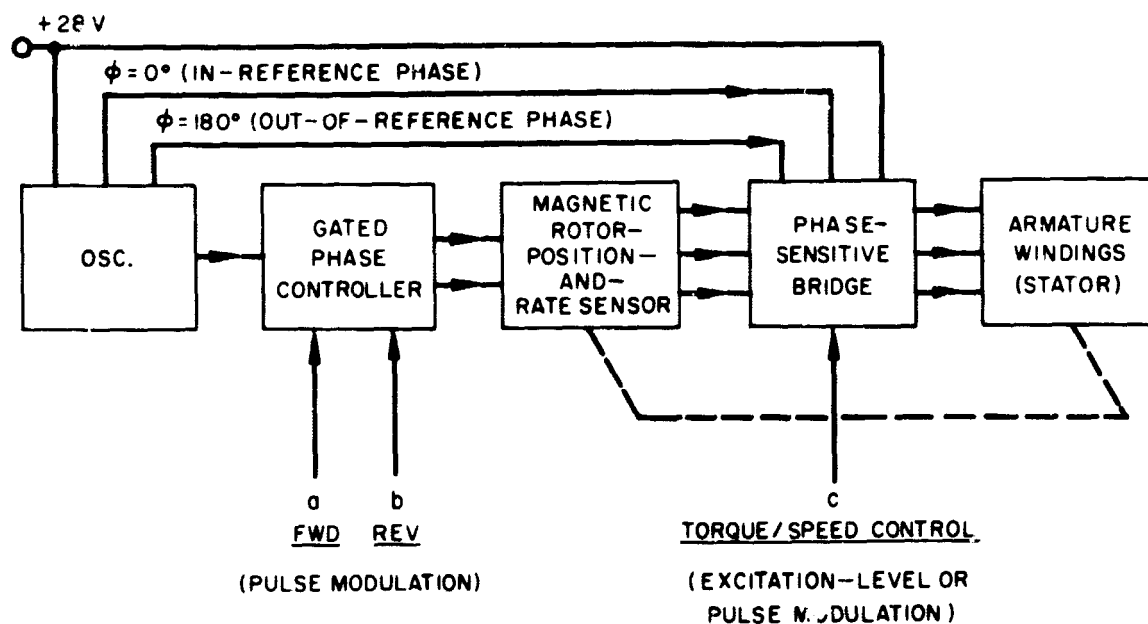 +28 V
ϕ = 0° (IN-REFERENCE PHASE)
ϕ = 180° (OUT-OF-REFERENCE PHASE)
OSC.
GATED
PHASE
CONTROLLER
MAGNETIC
ROTOR-
POSITION-
AND-
RATE SENSOR
PHASE-
SENSITIVE
BRIDGE
ARMATURE
WINDINGS
(STATOR)
a
FWD
b
REV
(PULSE MODULATION)
c
TORQUE/SPEED CONTROL
(EXCITATION-LEVEL OR
PULSE MODULATION)